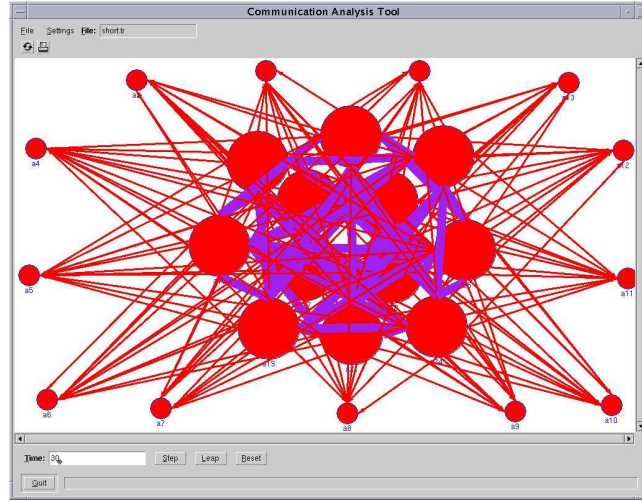 Communication Analysis Tool
File Settings File: short.tr
a13
a4
a12
a5
a11
a19
a6
a7
a8
a9
a10
Time: 30
Step Leap Reset
Quit